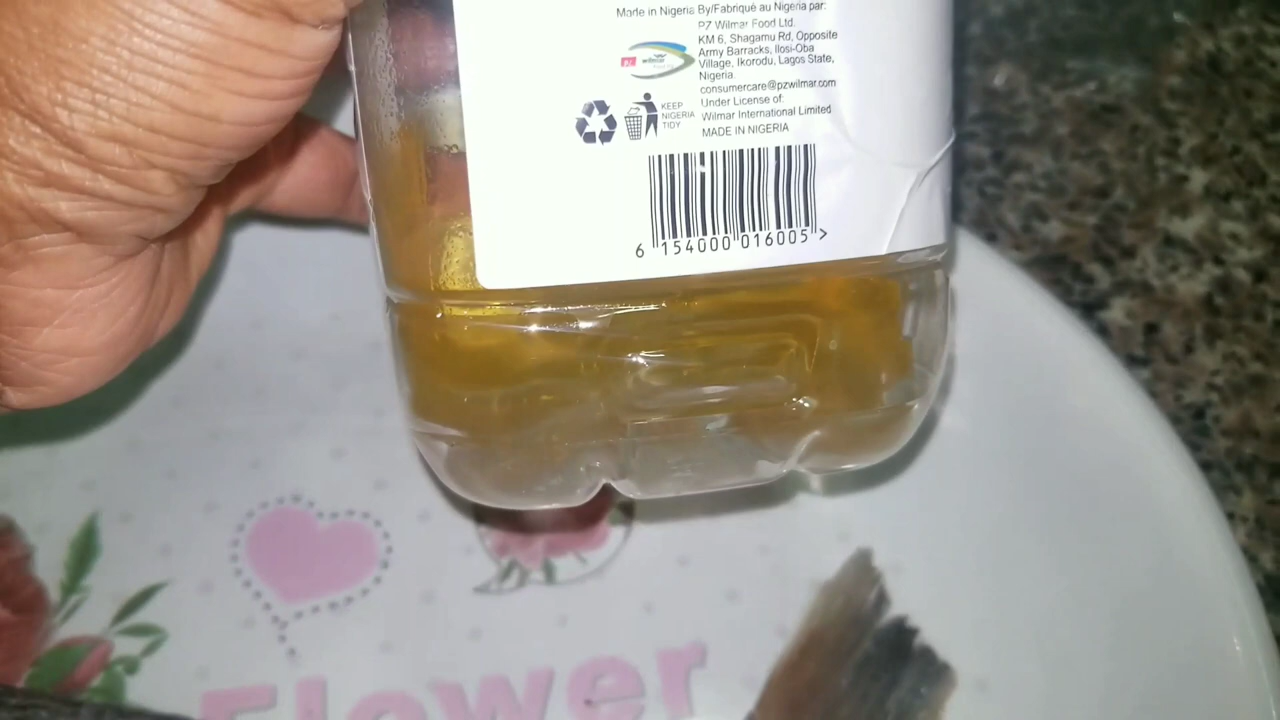 Made in Nigeria By/Fabriqué au Nigeria par:
PZ Wilmar Food Ltd.
KM 6, Shagamu Rd, Opposite
Army Barracks, Ilosi-Oba
Village, Ikorodu, Lagos State,
Nigeria.
consumercare@pzwilmar.com
Under License of:
Wilmar International Limited
MADE IN NIGERIA
PZ wilmar
KEEP
NIGERIA
TIDY
6 154000 016005 >
Flower